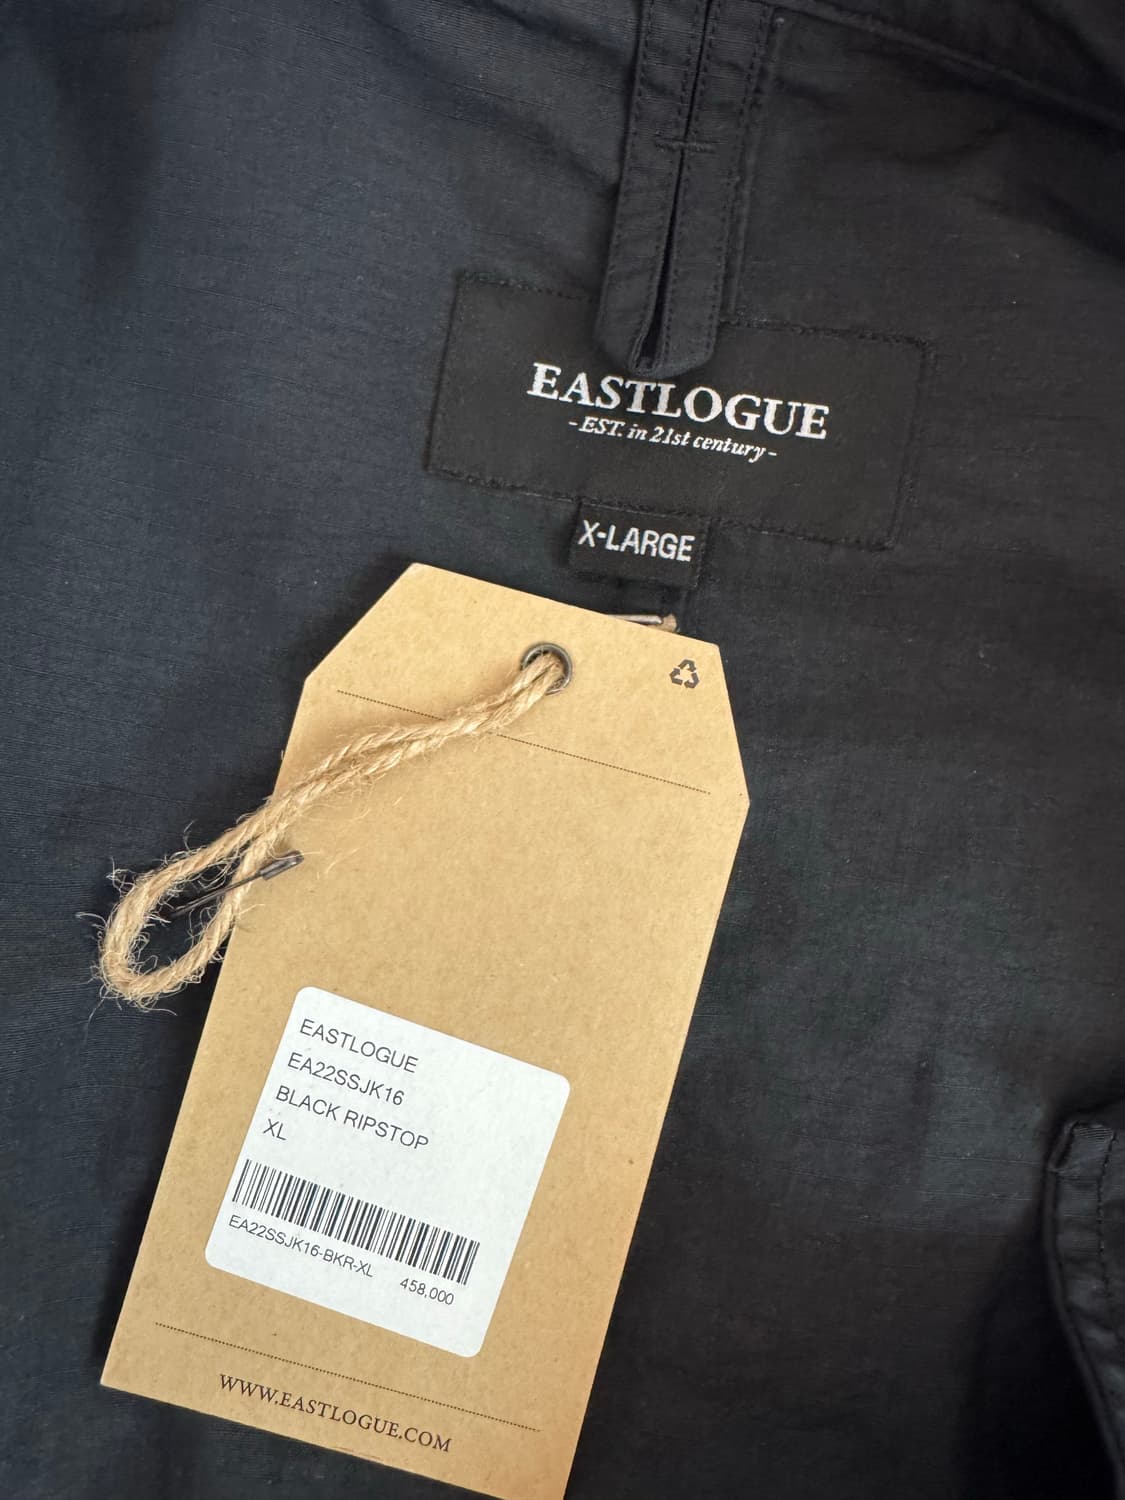 EASTLOGUE
-EST. in 21st century-
X-LARGE
EASTLOGUE
EA22SSJK16
BLACK RIPSTOP
XL
EA22SSJK16-BKR-XL
458,000
WWW.EASTLOGUE.COM